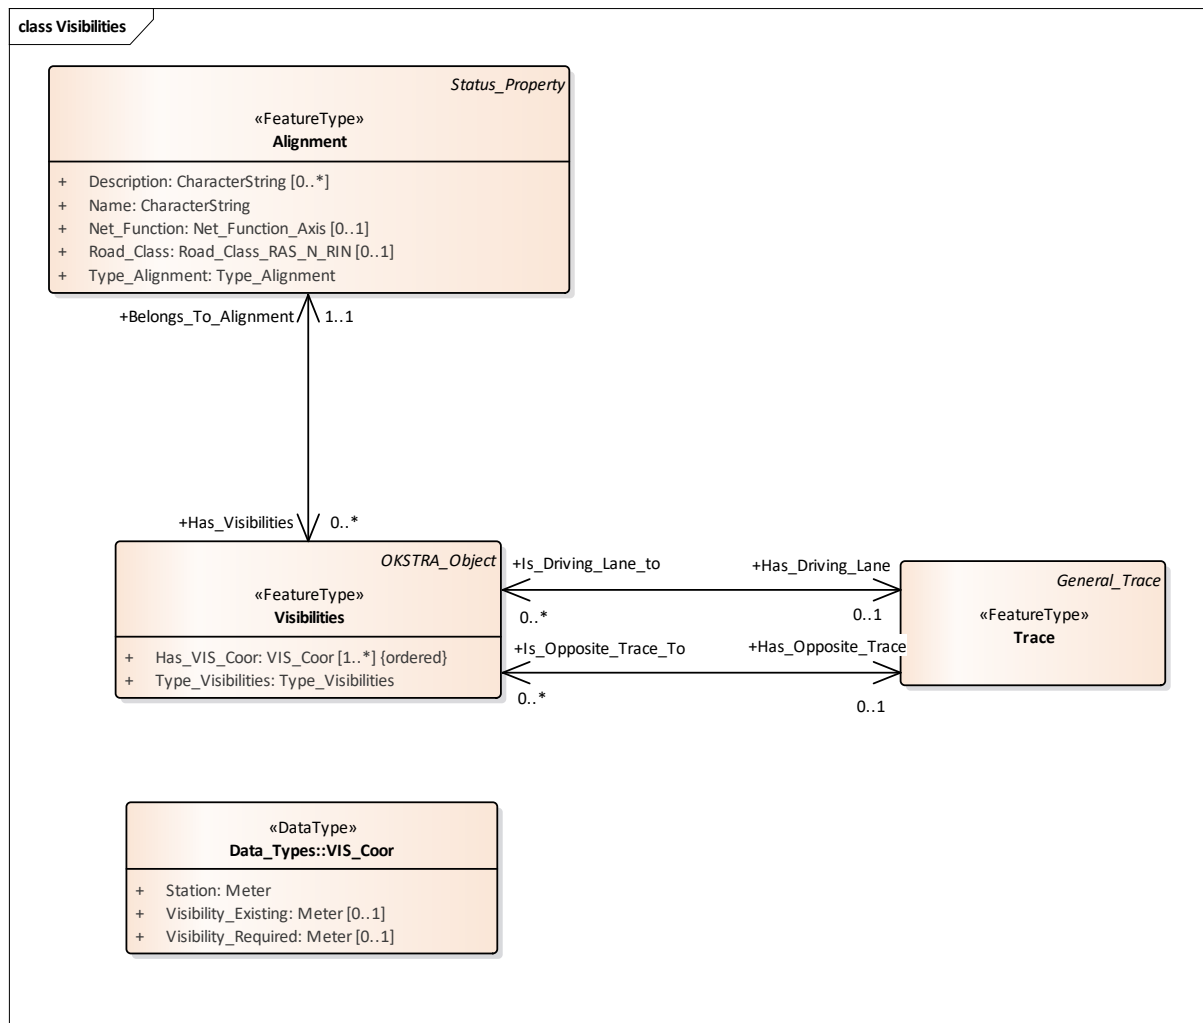 class Visibilities
Status_Property
«FeatureType»
Alignment
+ Description: CharacterString [0..*]
+ Name: CharacterString
+ Net_Function: Net_Function_Axis [0..1]
+ Road_Class: Road_Class_RAS_N_RIN [0..1]
+ Type_Alignment: Type_Alignment
+Belongs_To_Alignment 1..1
+Has_Visibilities 0..*
OKSTRA_Object
«FeatureType»
Visibilities
+ Has_VIS_Coor: VIS_Coor [1..*] {ordered}
+ Type_Visibilities: Type_Visibilities
+Is_Driving_Lane_to +Has_Driving_Lane
0..* 0..1
+Is_Opposite_Trace_To +Has_Opposite_Trace
0..* 0..1
General_Trace
«FeatureType»
Trace
«DataType»
Data_Types::VIS_Coor
+ Station: Meter
+ Visibility_Existing: Meter [0..1]
+ Visibility_Required: Meter [0..1]